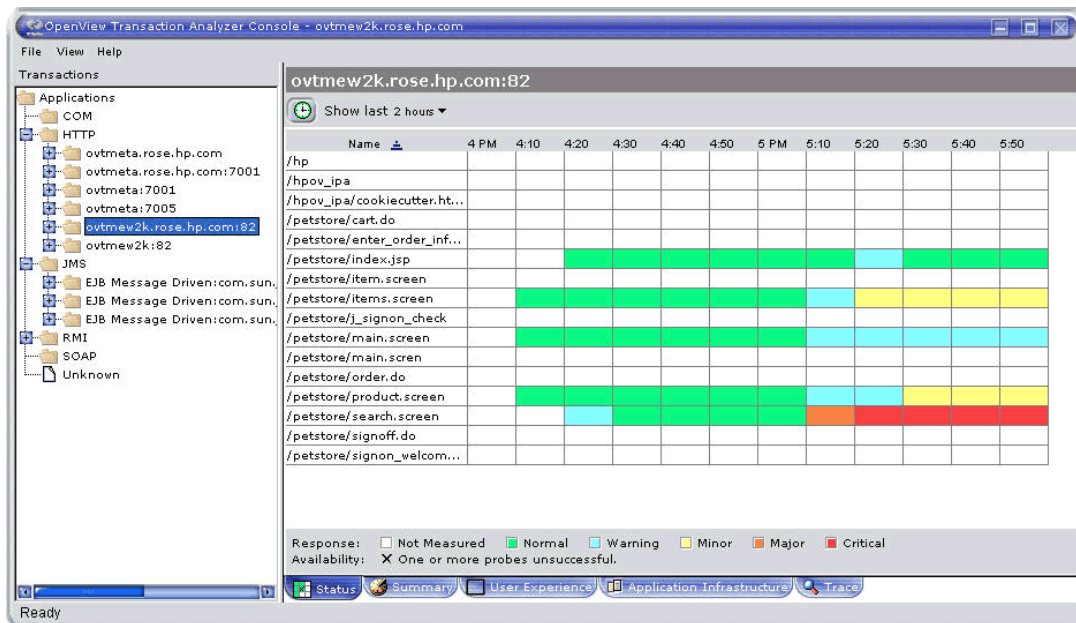 OpenView Transaction Analyzer Console - ovtmew2k.rose.hp.com
File View Help
Transactions
Applications
COM
HTTP
ovtmeta.rose.hp.com
ovtmeta.rose.hp.com:7001
ovtmeta:7001
ovtmeta:7005
ovtmew2k.rose.hp.com:82
ovtmew2k:82
JMS
EJB Message Driven:com.sun.
EJB Message Driven:com.sun.
EJB Message Driven:com.sun.
RMI
SOAP
Unknown
ovtmew2k.rose.hp.com:82
Show last 2 hours
Name 4 PM 4:10 4:20 4:30 4:40 4:50 5 PM 5:10 5:20 5:30 5:40 5:50
/hp
/hpov_ipa
/hpov_ipa/cookiecutter.ht...
/petstore/cart.do
/petstore/enter_order_inf...
/petstore/index.jsp
/petstore/item.screen
/petstore/items.screen
/petstore/j_signon_check
/petstore/main.screen
/petstore/main.scren
/petstore/order.do
/petstore/product.screen
/petstore/search.screen
/petstore/signoff.do
/petstore/signon_welcom...
Response: Not Measured Normal Warning Minor Major Critical
Availability: X One or more probes unsuccessful.
Status Summary User Experience Application Infrastructure Trace
Ready